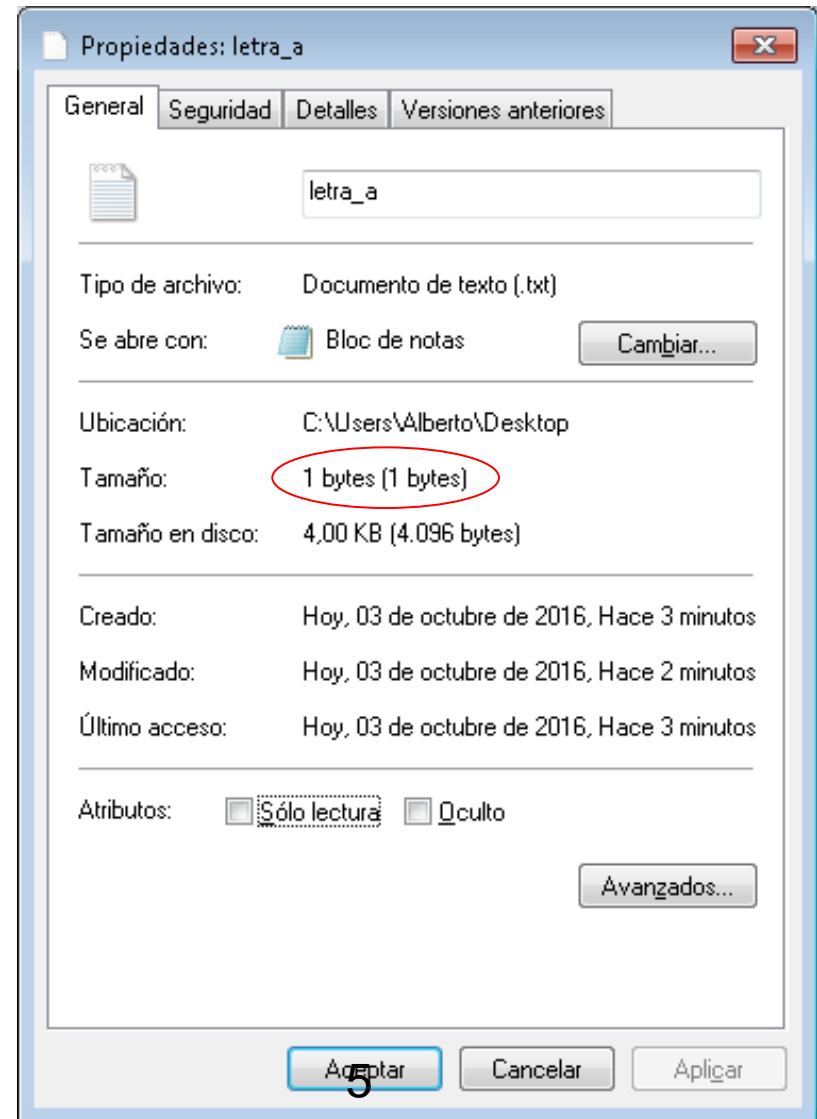 Propiedades: letra_a
General Seguridad Detalles Versiones anteriores
letra_a
Tipo de archivo: Documento de texto (.txt)
Se abre con: Bloc de notas Cambiar...
Ubicación: C:\Users\Alberto\Desktop
Tamaño: 1 bytes (1 bytes)
Tamaño en disco: 4,00 KB (4.096 bytes)
Creado: Hoy, 03 de octubre de 2016, Hace 3 minutos
Modificado: Hoy, 03 de octubre de 2016, Hace 2 minutos
Último acceso: Hoy, 03 de octubre de 2016, Hace 3 minutos
Atributos: Sólo lectura Oculto
Avanzados...
Aceptar Cancelar Aplicar
5